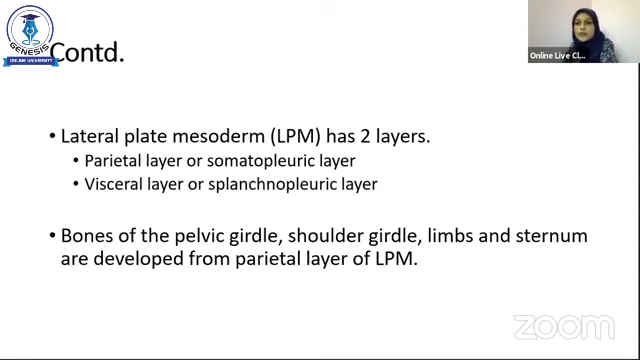 GENESIS
ONLINE UNIVERSITY
Contd.
Online Live Cl...
• Lateral plate mesoderm (LPM) has 2 layers.
• Parietal layer or somatopleuric layer
• Visceral layer or splanchnopleuric layer
• Bones of the pelvic girdle, shoulder girdle, limbs and sternum
are developed from parietal layer of LPM.
zoom